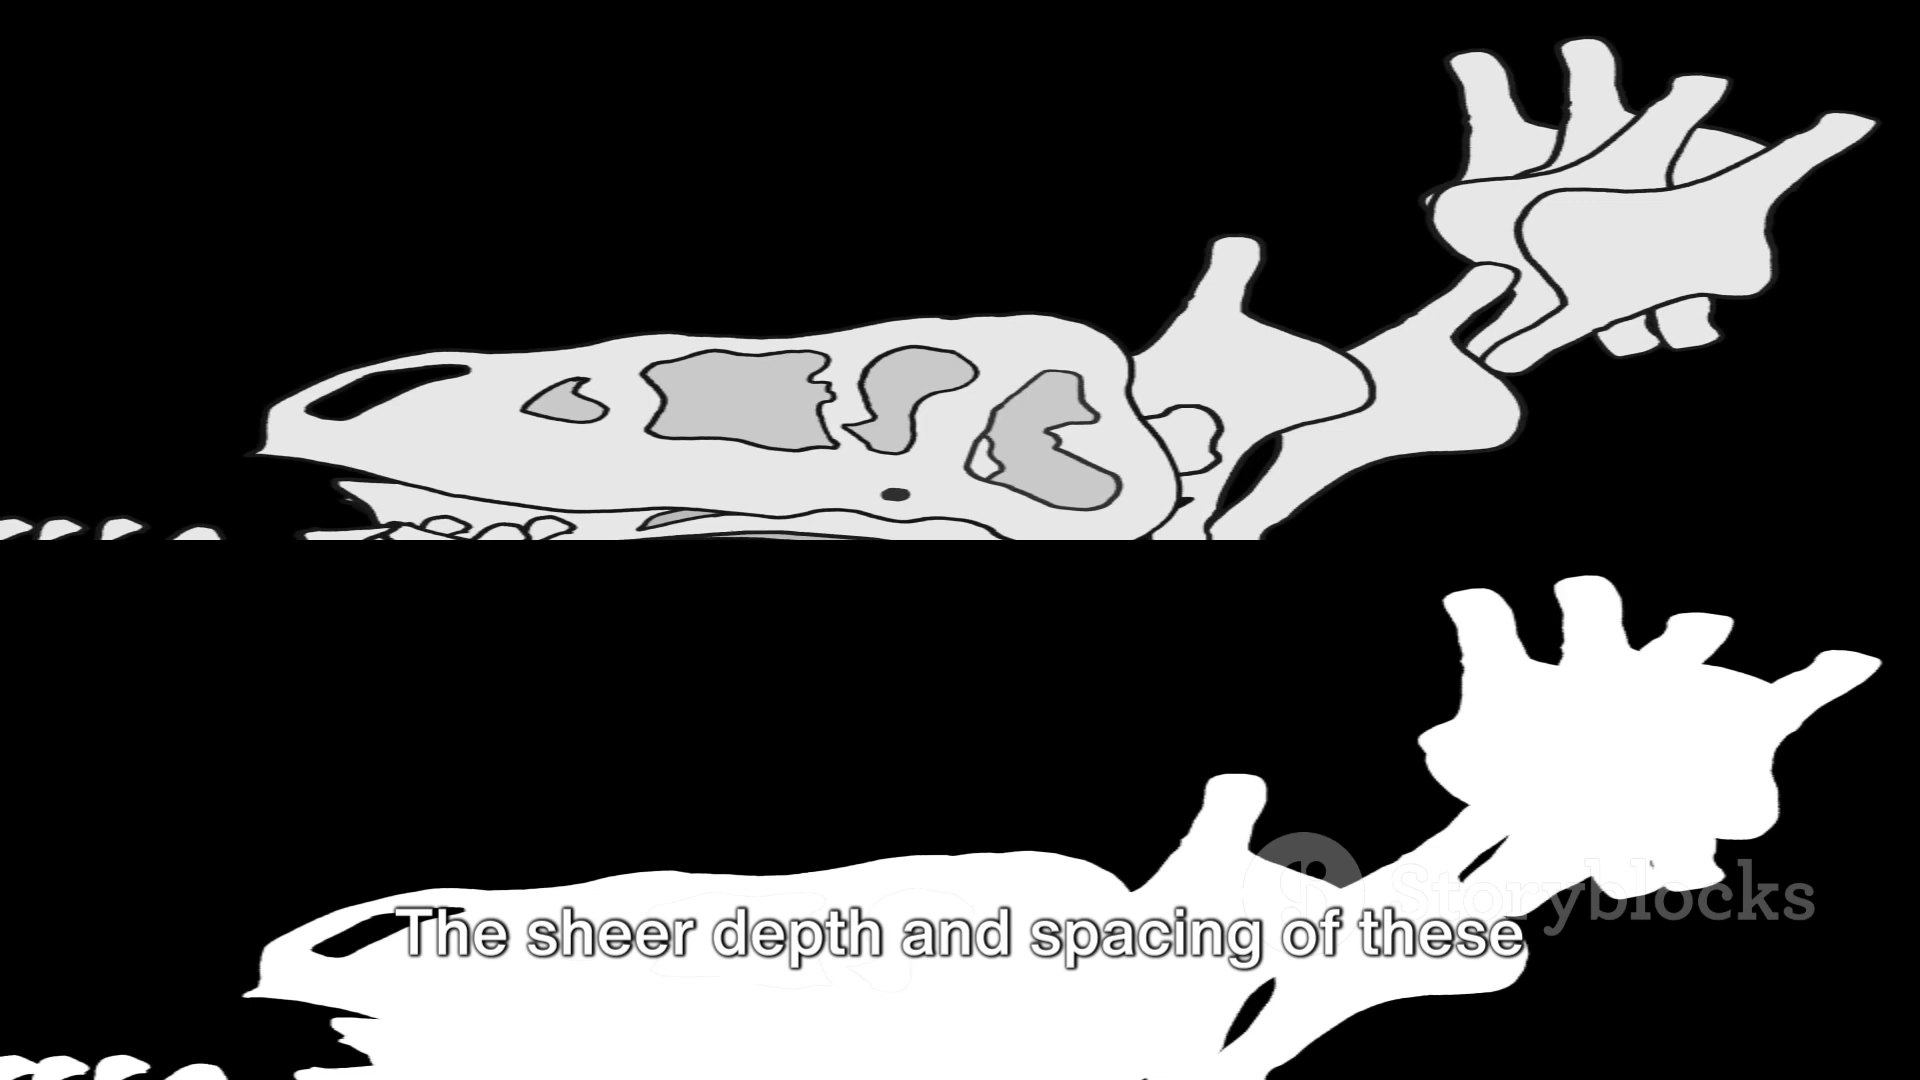 Storyblocks
The sheer depth and spacing of these